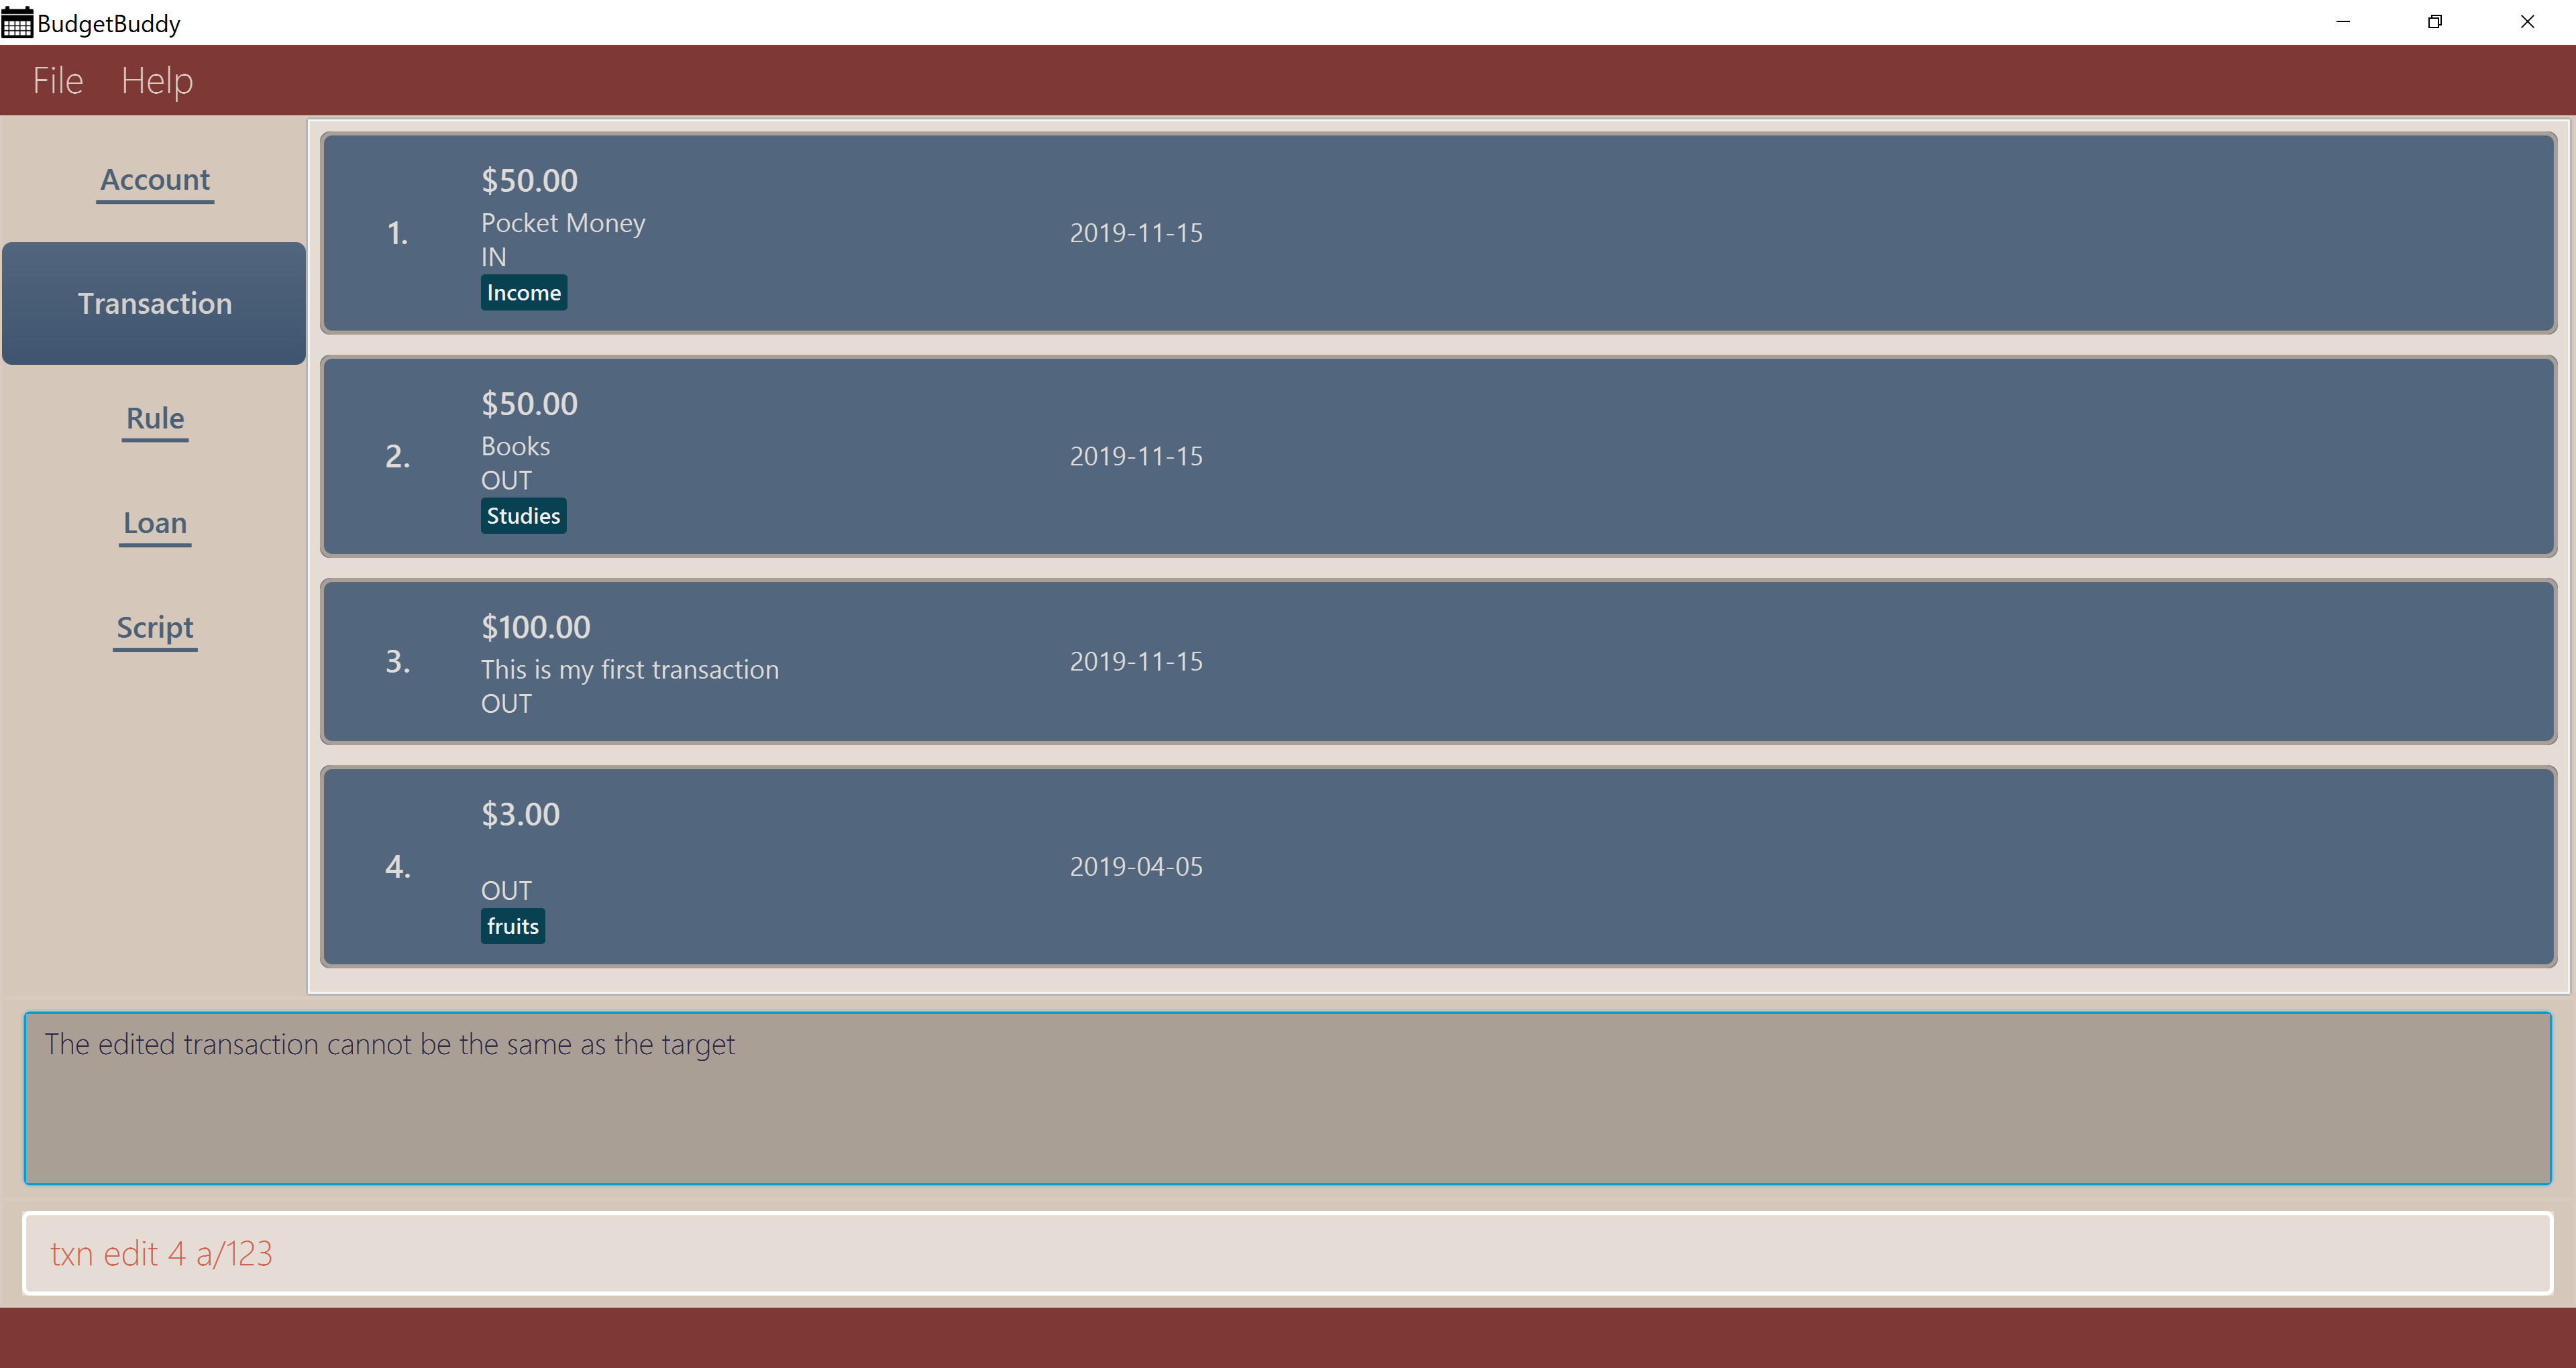 BudgetBuddy
File Help
Account
Transaction
Rule
Loan
Script
1.
$50.00
Pocket Money
IN
Income
2019-11-15
2.
$50.00
Books
OUT
Studies
2019-11-15
3.
$100.00
This is my first transaction
OUT
2019-11-15
4.
$3.00
OUT
fruits
2019-04-05
The edited transaction cannot be the same as the target
txn edit 4 a/123